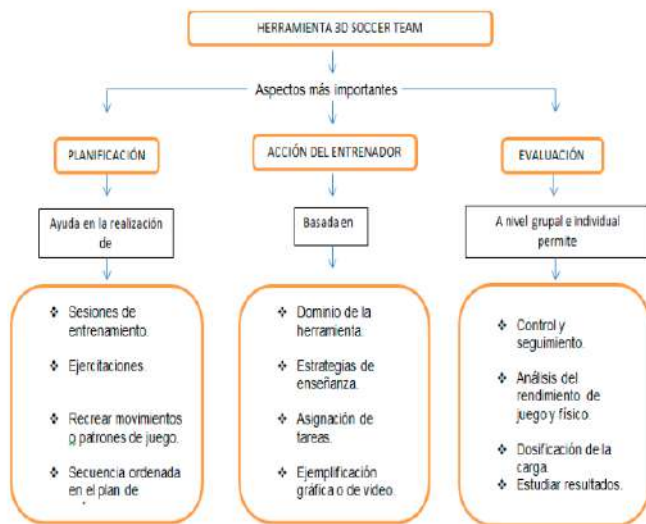 HERRAMIENTA 3D SOCCER TEAM
Aspectos más importantes
PLANIFICACIÓN
ACCIÓN DEL ENTRENADOR
EVALUACIÓN
Ayuda en la realización
de
Basada en
A nivel grupal e individual
permite
❖ Sesiones de
entrenamiento.
❖ Ejercitaciones.
❖ Recrear movimientos
o patrones de juego.
❖ Secuencia ordenada
en el plan de
❖ Dominio de la
herramienta.
❖ Estrategias de
enseñanza.
❖ Asignación de
tareas.
❖ Ejemplificación
gráfica o de video.
❖ Control y
seguimiento.
❖ Análisis del
rendimiento de
juego y físico.
❖ Dosificación de la
carga.
❖ Estudiar resultados.